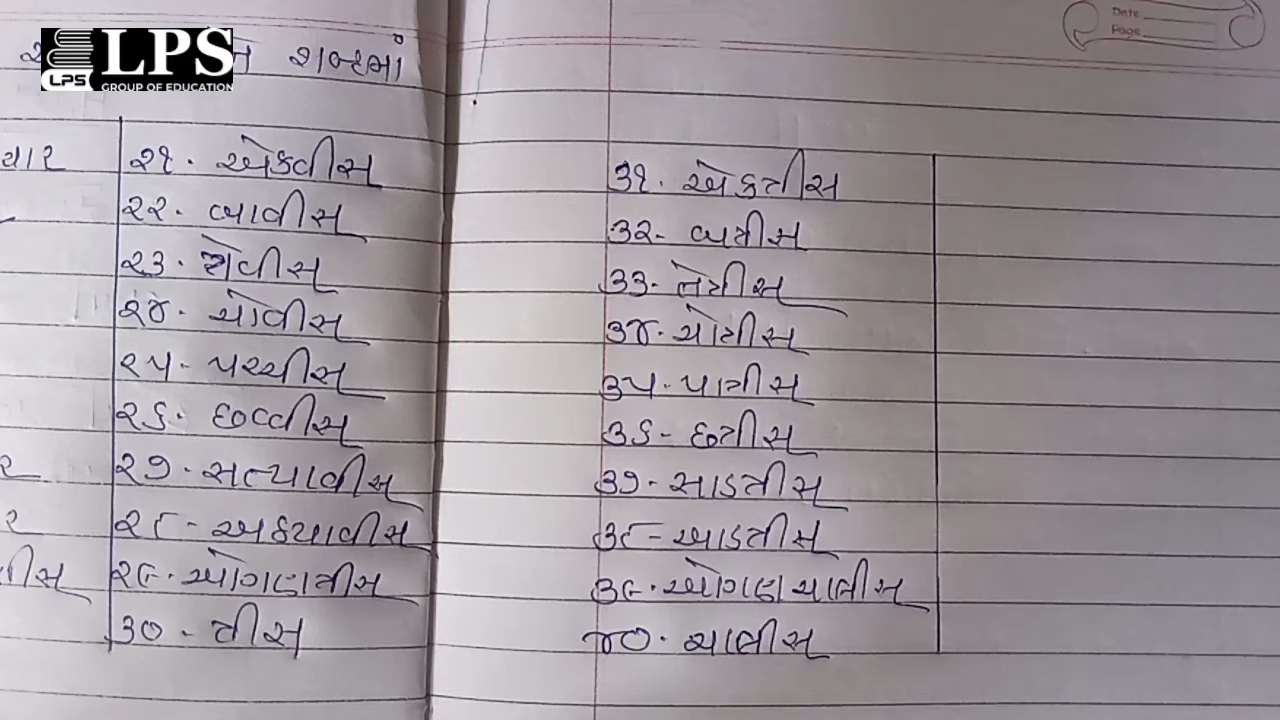 LPS
LPS
GROUP OF EDUCATION
શબ્દમાં
Date
Page
૨૧. એકવીસ
૨૨. બાવીસ
૨૩. ત્રેવીસ
૨૪. ચોવીસ
૨૫. પચ્ચીસ
૨૬. છવ્વીસ
૨૭. સત્યાવીસ
૨૮. અઠયાવીસ
૨૯. ઓગણત્રીસ
૩૦. ત્રીસ
૩૧. એકત્રીસ
૩૨. બત્રીસ
૩૩. તેત્રીસ
૩૪. ચોત્રીસ
૩૫. પાત્રીસ
૩૬. છત્રીસ
૩૭. સાડત્રીસ
૩૮. આડત્રીસ
૩૯. ઓગણચાલીસ
૪૦. ચાલીસ